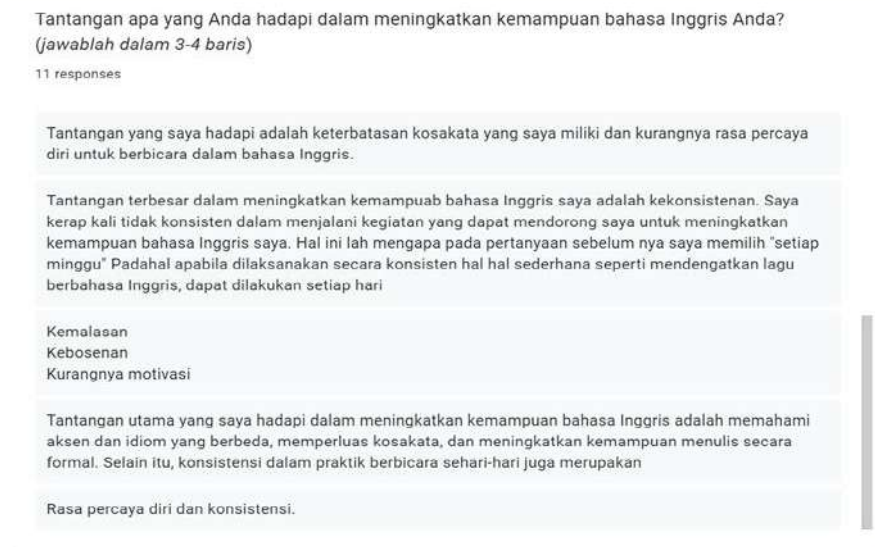 Tantangan apa yang Anda hadapi dalam meningkatkan kemampuan bahasa Inggris Anda?
(jawablah dalam 3-4 baris)
11 responses
Tantangan yang saya hadapi adalah keterbatasan kosakata yang saya miliki dan kurangnya rasa percaya
diri untuk berbicara dalam bahasa Inggris.
Tantangan terbesar dalam meningkatkan kemampuab bahasa Inggris saya adalah kekonsistenan. Saya
kerap kali tidak konsisten dalam menjalani kegiatan yang dapat mendorong saya untuk meningkatkan
kemampuan bahasa Inggris saya. Hal ini lah mengapa pada pertanyaan sebelum nya saya memilih "setiap
minggu" Padahal apabila dilaksanakan secara konsisten hal hal sederhana seperti mendengatkan lagu
berbahasa Inggris, dapat dilakukan setiap hari
Kemalasan
Kebosenan
Kurangnya motivasi
Tantangan utama yang saya hadapi dalam meningkatkan kemampuan bahasa Inggris adalah memahami
aksen dan idiom yang berbeda, memperluas kosakata, dan meningkatkan kemampuan menulis secara
formal. Selain itu, konsistensi dalam praktik berbicara sehari-hari juga merupakan
Rasa percaya diri dan konsistensi.